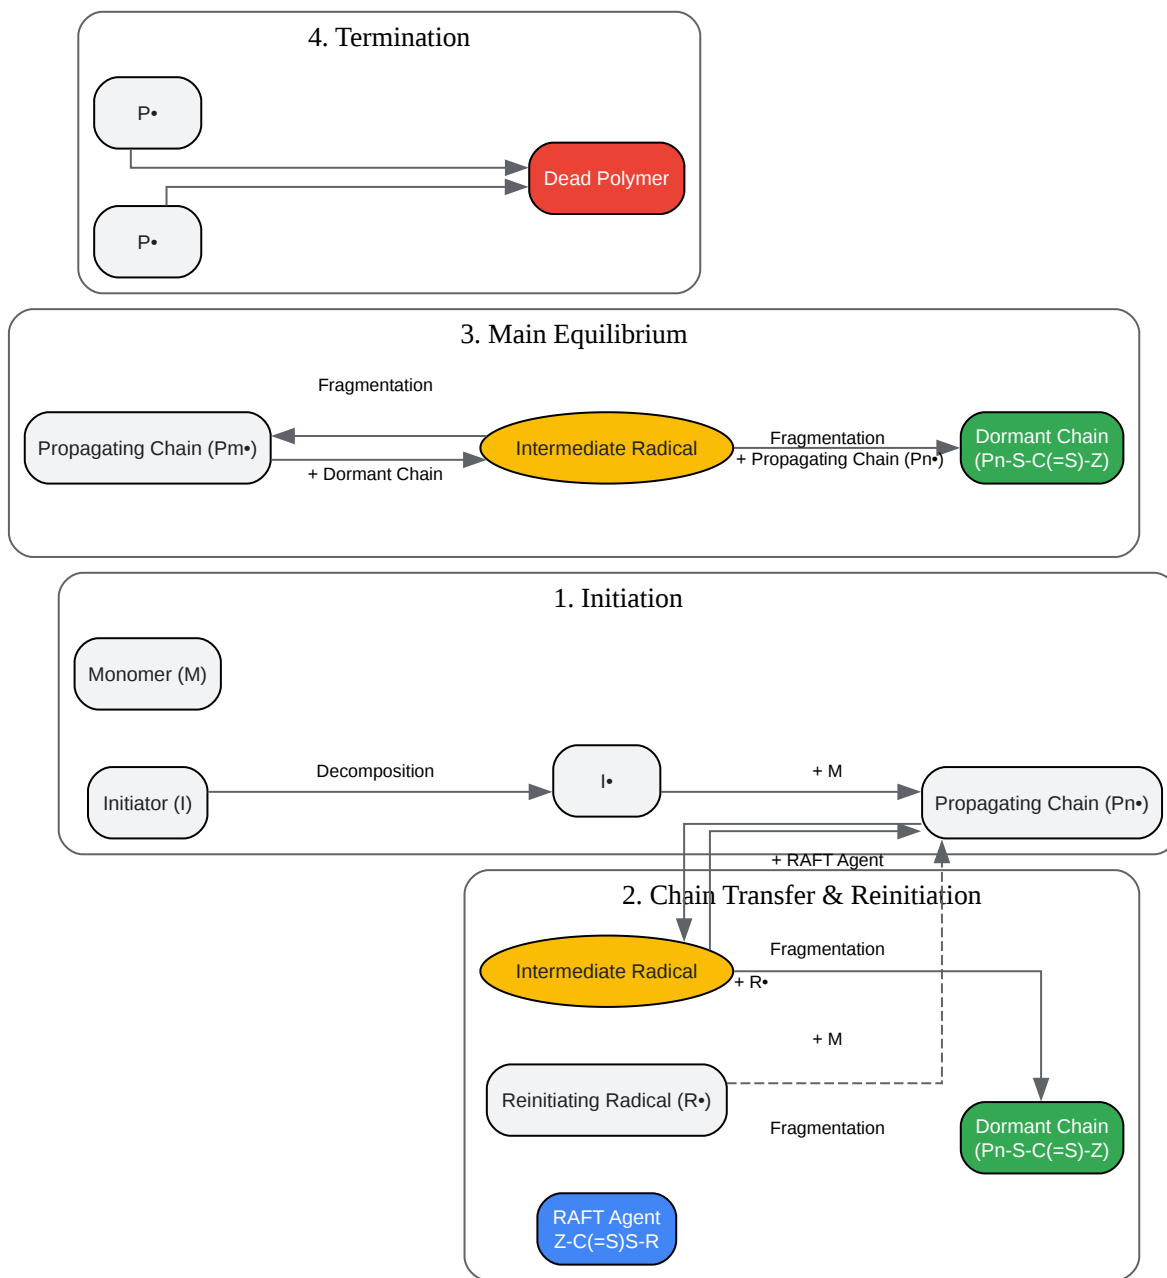 4. Termination
P•
Dead Polymer
P•
3. Main Equilibrium
Fragmentation
Propagating Chain (Pm•)
+ Dormant Chain
Intermediate Radical
Fragmentation
+ Propagating Chain (Pn•)
Dormant Chain
(Pn-S-C(=S)-Z)
1. Initiation
Monomer (M)
Initiator (I)
Decomposition
I•
+ M
Propagating Chain (Pn•)
+ RAFT Agent
2. Chain Transfer & Reinitiation
Intermediate Radical
Fragmentation
+ R•
+ M
Reinitiating Radical (R•)
Fragmentation
Dormant Chain
(Pn-S-C(=S)-Z)
RAFT Agent
Z-C(=S)S-R